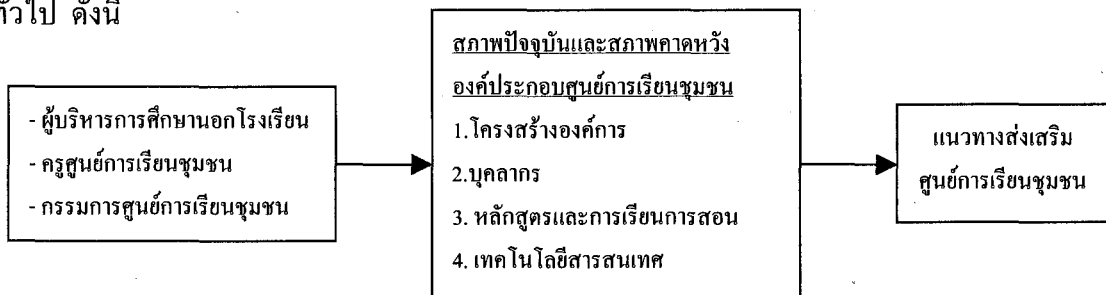 ทั่วไป ดังนี้
- ผู้บริหารการศึกษานอกโรงเรียน
- ครูศูนย์การเรียนชุมชน
- กรรมการศูนย์การเรียนชุมชน
สภาพปัจจุบันและสภาพคาดหวัง
องค์ประกอบศูนย์การเรียนชุมชน
1.โครงสร้างองค์การ
2.บุคลากร
3. หลักสูตรและการเรียนการสอน
4. เทคโนโลยีสารสนเทศ
แนวทางส่งเสริม
ศูนย์การเรียนชุมชน